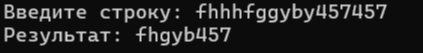 Введите строку: fhhhfggyby457457
Результат: fhgyb457